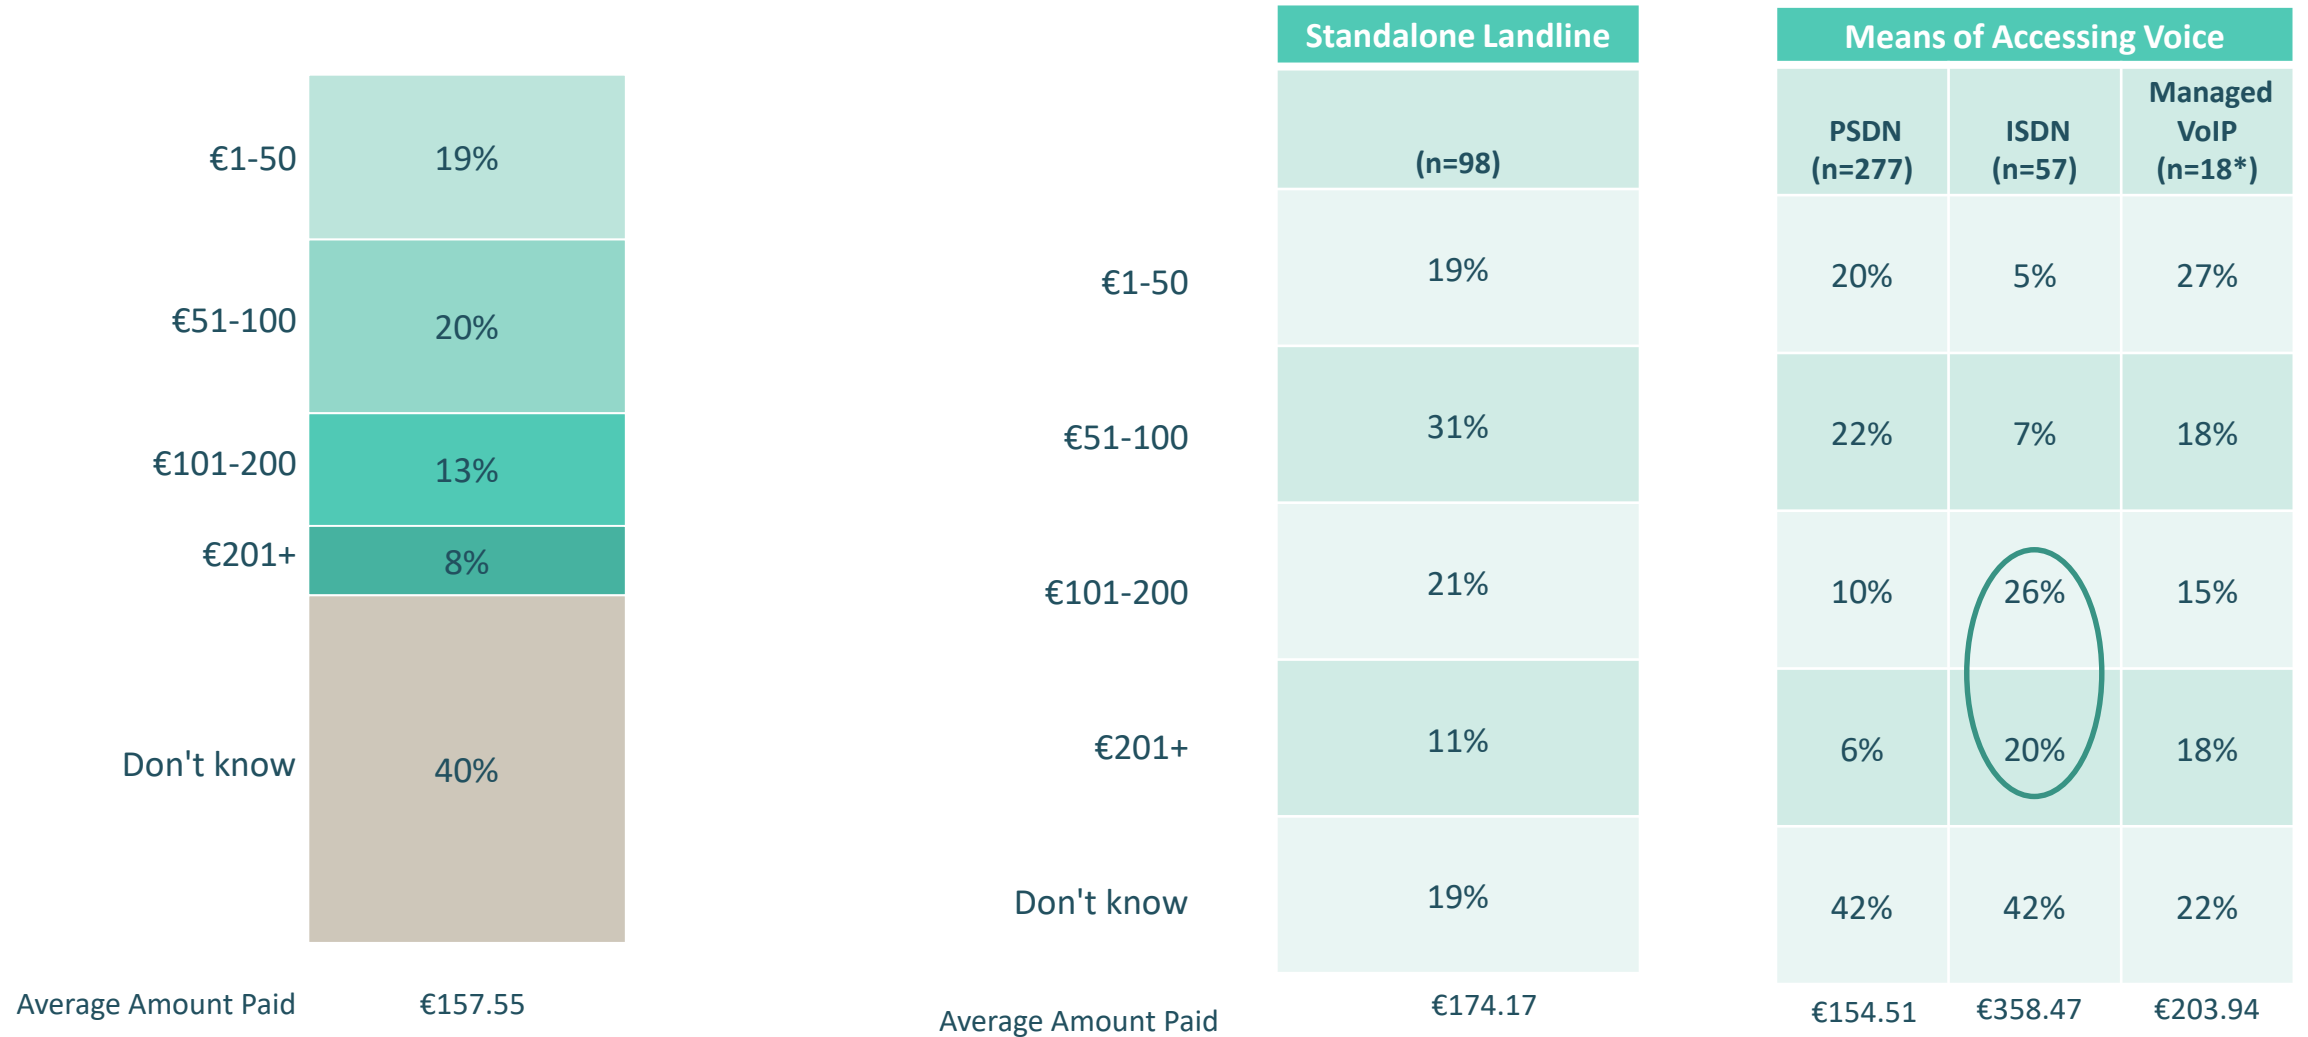 €1-50 19%
€51-100 20%
€101-200 13%
€201+ 8%
Don't know 40%
Average Amount Paid €157.55
Standalone Landline
(n=98)
€1-50 19%
€51-100 31%
€101-200 21%
€201+ 11%
Don't know 19%
Average Amount Paid €174.17
Means of Accessing Voice
PSDN
(n=277)
ISDN
(n=57)
Managed
VoIP
(n=18*)
20% 5% 27%
22% 7% 18%
10% 26% 15%
6% 20% 18%
42% 42% 22%
€154.51 €358.47 €203.94